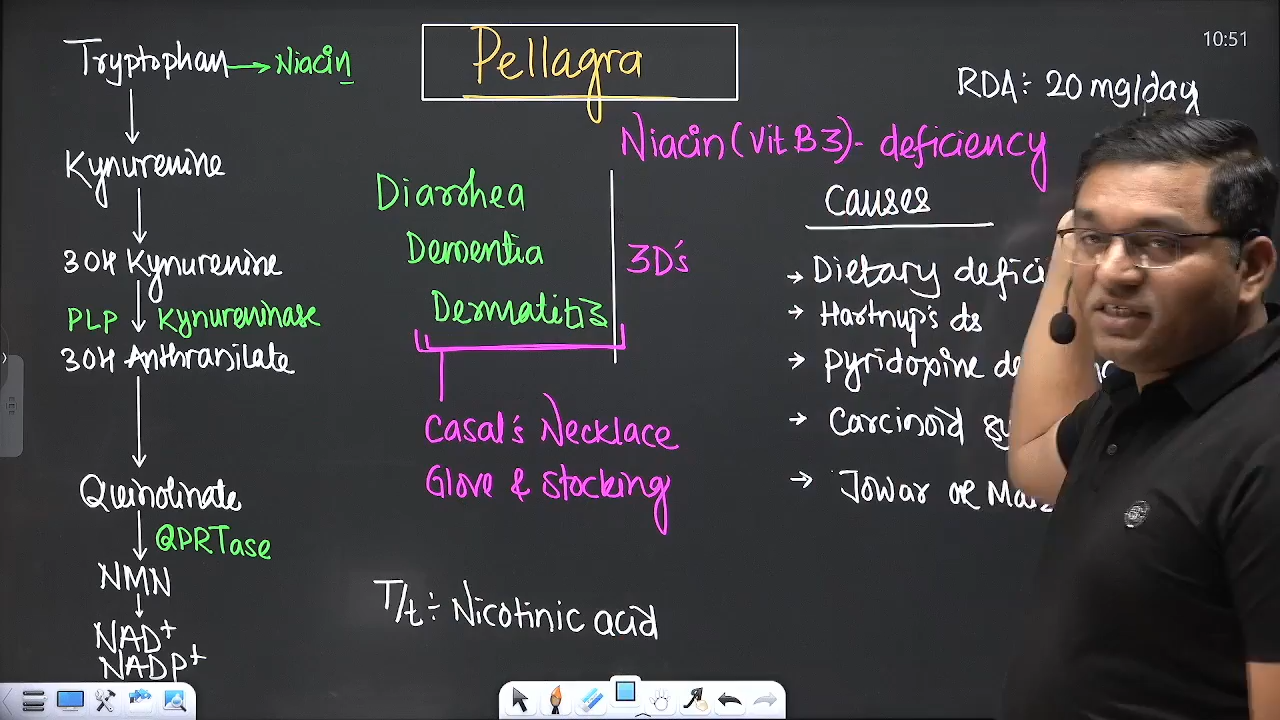 10:51
Pellagra
Tryptophan → Niacin
Kynurenine
3OH Kynurenine
PLP Kynureninase
3OH Anthranilate
Quinolinate
QPRTase
NMN
NAD+
NADP+
RDA: 20 mg/day
Niacin (Vit B3)- deficiency
Diarrhea
Dementia
Dermatitis
3D's
Casal's Necklace
Glove & Stocking
T/t: Nicotinic acid
Causes
→ Dietary
→ Hartnup's ds
→ Pyridopine
→ Carcinoid
→ Jowar or